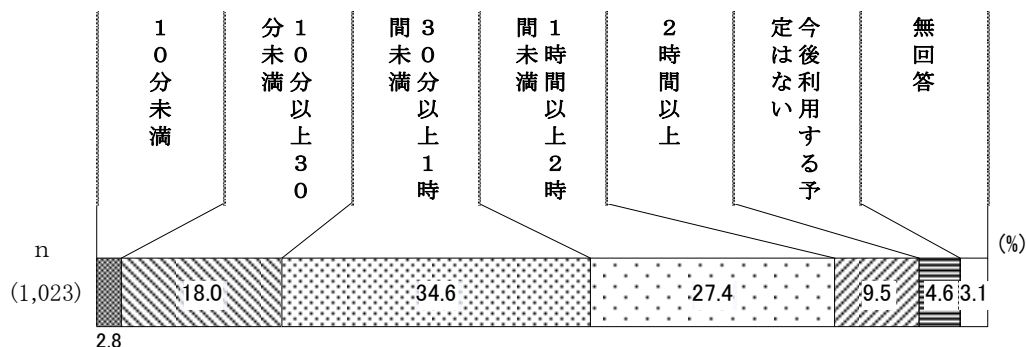 10分未満
10分以上30
分未満
30分以上1時
間未満
1時間以上2時
間未満
2時間以上
今後利用する予
定はない
無回答
(%)
n
(1,023)
2.8
18.0
34.6
27.4
9.5
4.6
3.1